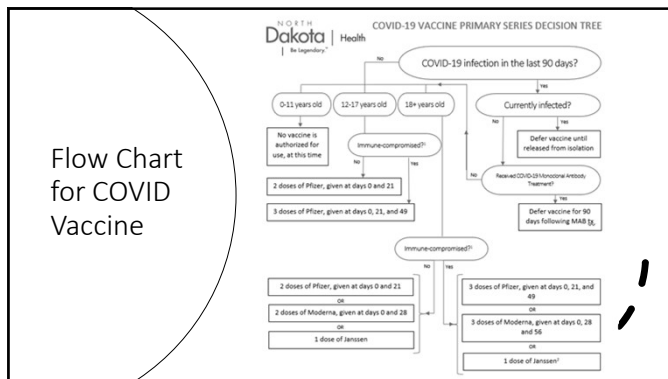 Flow Chart
for COVID
Vaccine
NORTH
Dakota | Health
Be Legendary.™
COVID-19 VACCINE PRIMARY SERIES DECISION TREE
COVID-19 infection in the last 90 days?
No
Yes
0-11 years old
12-17 years old
18+ years old
Currently infected?
No
Yes
No vaccine is
authorized for
use, at this time
Immune-compromised?¹
Defer vaccine until
released from isolation
No
Yes
Received COVID-19 Monoclonal Antibody
Treatment?
No
Yes
2 doses of Pfizer, given at days 0 and 21
3 doses of Pfizer, given at days 0, 21, and 49
Defer vaccine for 90
days following MAB tx.
Immune-compromised?¹
No
Yes
2 doses of Pfizer, given at days 0 and 21
OR
2 doses of Moderna, given at days 0 and 28
OR
1 dose of Janssen
3 doses of Pfizer, given at days 0, 21, and
49
OR
3 doses of Moderna, given at days 0, 28
and 56
OR
1 dose of Janssen²